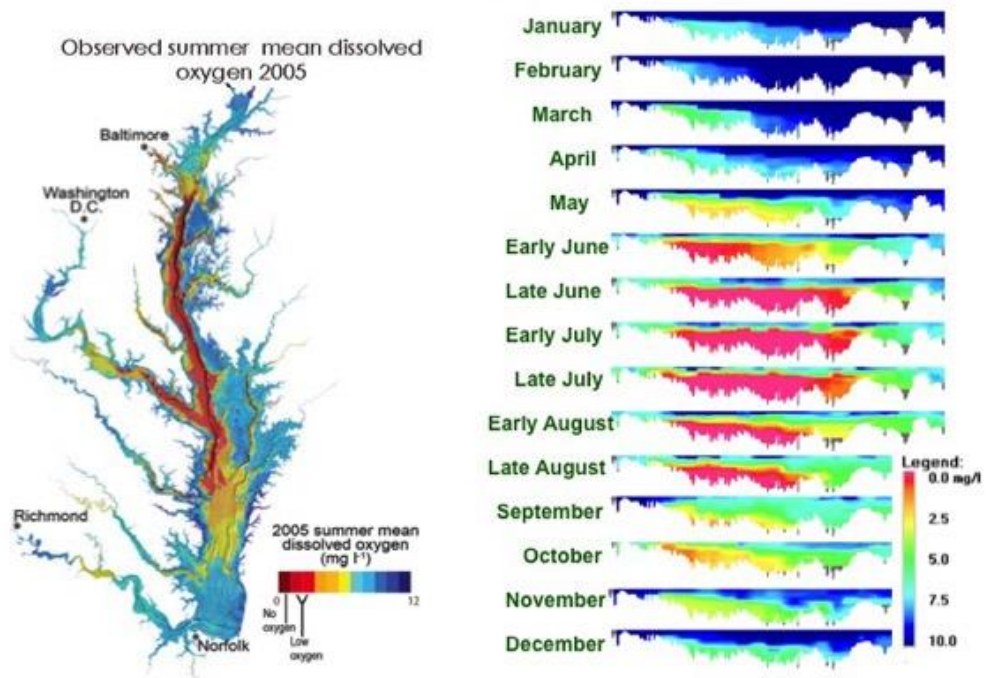 Observed summer mean dissolved
oxygen 2005
Baltimore
Washington
D.C.
Richmond
Norfolk
2005 summer mean
dissolved oxygen
(mg l⁻¹)
0
12
No
oxygen
Low
oxygen
January
February
March
April
May
Early June
Late June
Early July
Late July
Early August
Late August
September
October
November
December
Legend:
0.0 mg/l
2.5
5.0
7.5
10.0